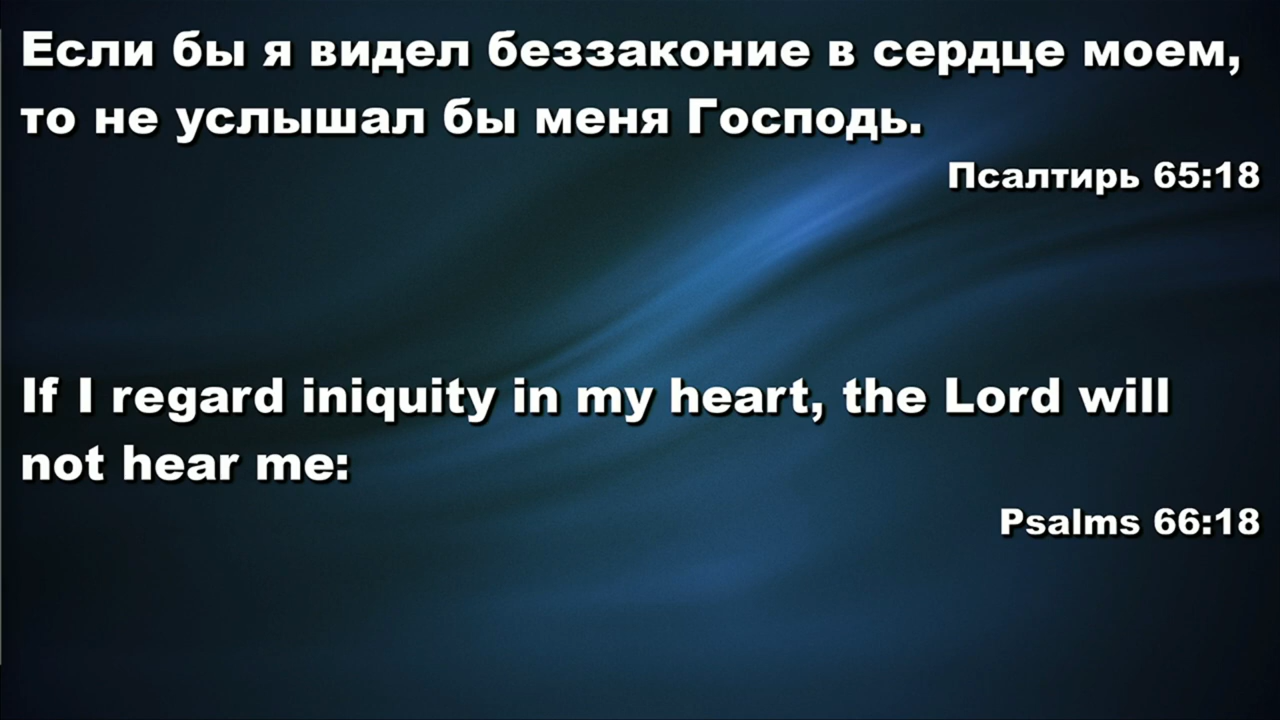 Если бы я видел беззаконие в сердце моем,
то не услышал бы меня Господь.
Псалтирь 65:18
If I regard iniquity in my heart, the Lord will
not hear me:
Psalms 66:18